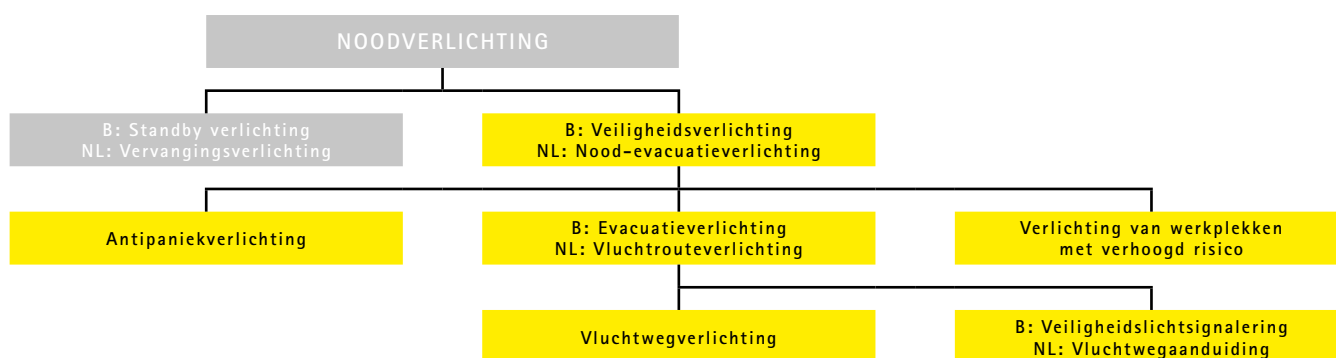 NOODVERLICHTING
B: Standby verlichting
NL: Vervangingsverlichting
B: Veiligheidsverlichting
NL: Nood-evacuatieverlichting
Antipaniekverlichting
B: Evacuatieverlichting
NL: Vluchtrouteverlichting
Verlichting van werkplekken
met verhoogd risico
Vluchtwegverlichting
B: Veiligheidslichtsignalering
NL: Vluchtwegaanduiding